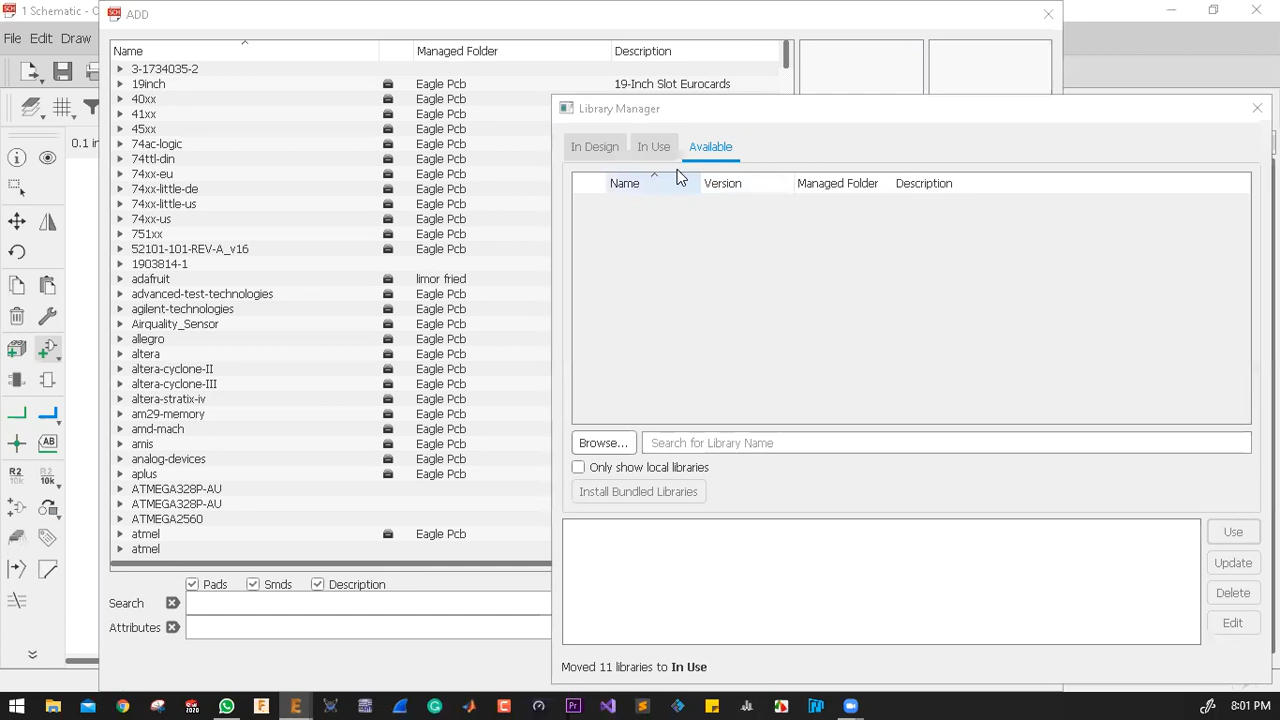 1 Schematic - C
ADD
File Edit Draw
0.1 in
Name Managed Folder Description
3-1734035-2
19inch Eagle Pcb 19-Inch Slot Eurocards
40xx Eagle Pcb
41xx Eagle Pcb
45xx Eagle Pcb
74ac-logic Eagle Pcb
74ttl-din Eagle Pcb
74xx-eu Eagle Pcb
74xx-little-de Eagle Pcb
74xx-little-us Eagle Pcb
74xx-us Eagle Pcb
751xx Eagle Pcb
52101-101-REV-A_v16 Eagle Pcb
1903814-1
adafruit limor fried
advanced-test-technologies Eagle Pcb
agilent-technologies Eagle Pcb
Airquality_Sensor Eagle Pcb
allegro Eagle Pcb
altera Eagle Pcb
altera-cyclone-II Eagle Pcb
altera-cyclone-III Eagle Pcb
altera-stratix-iv Eagle Pcb
am29-memory Eagle Pcb
amd-mach Eagle Pcb
amis Eagle Pcb
analog-devices Eagle Pcb
aplus Eagle Pcb
ATMEGA328P-AU
ATMEGA328P-AU
ATMEGA2560
atmel Eagle Pcb
atmel
Pads Smds Description
Search
Attributes
Library Manager
In Design In Use Available
Name Version Managed Folder Description
Browse... Search for Library Name
Only show local libraries
Install Bundled Libraries
Use
Update
Delete
Edit
Moved 11 libraries to In Use
8:01 PM